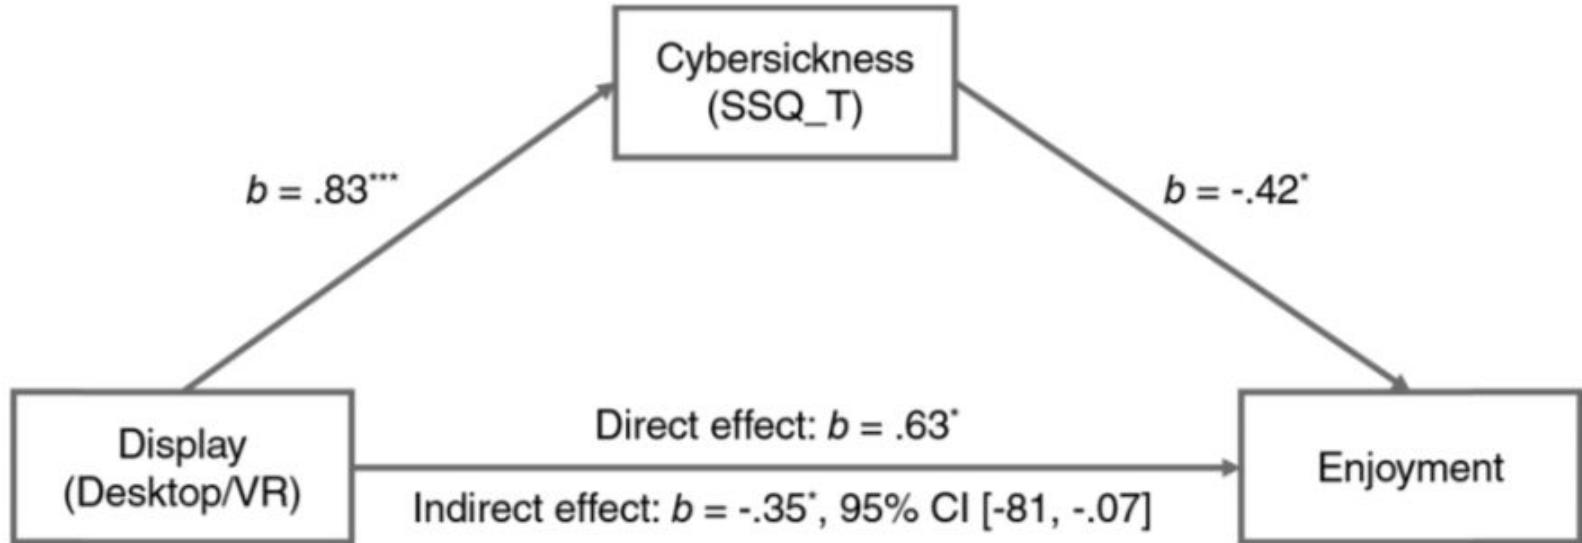 Cybersickness
(SSQ_T)
b = .83***
b = -.42*
Direct effect: b = .63*
Display
(Desktop/VR)
Enjoyment
Indirect effect: b = -.35*, 95% CI [-81, -.07]